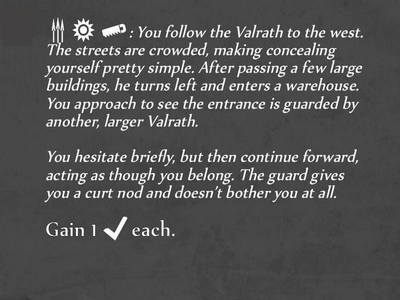 : You follow the Valrath to the west.
The streets are crowded, making concealing
yourself pretty simple. After passing a few large
buildings, he turns left and enters a warehouse.
You approach to see the entrance is guarded by
another, larger Valrath.
You hesitate briefly, but then continue forward,
acting as though you belong. The guard gives
you a curt nod and doesn't bother you at all.
Gain 1 ✓ each.